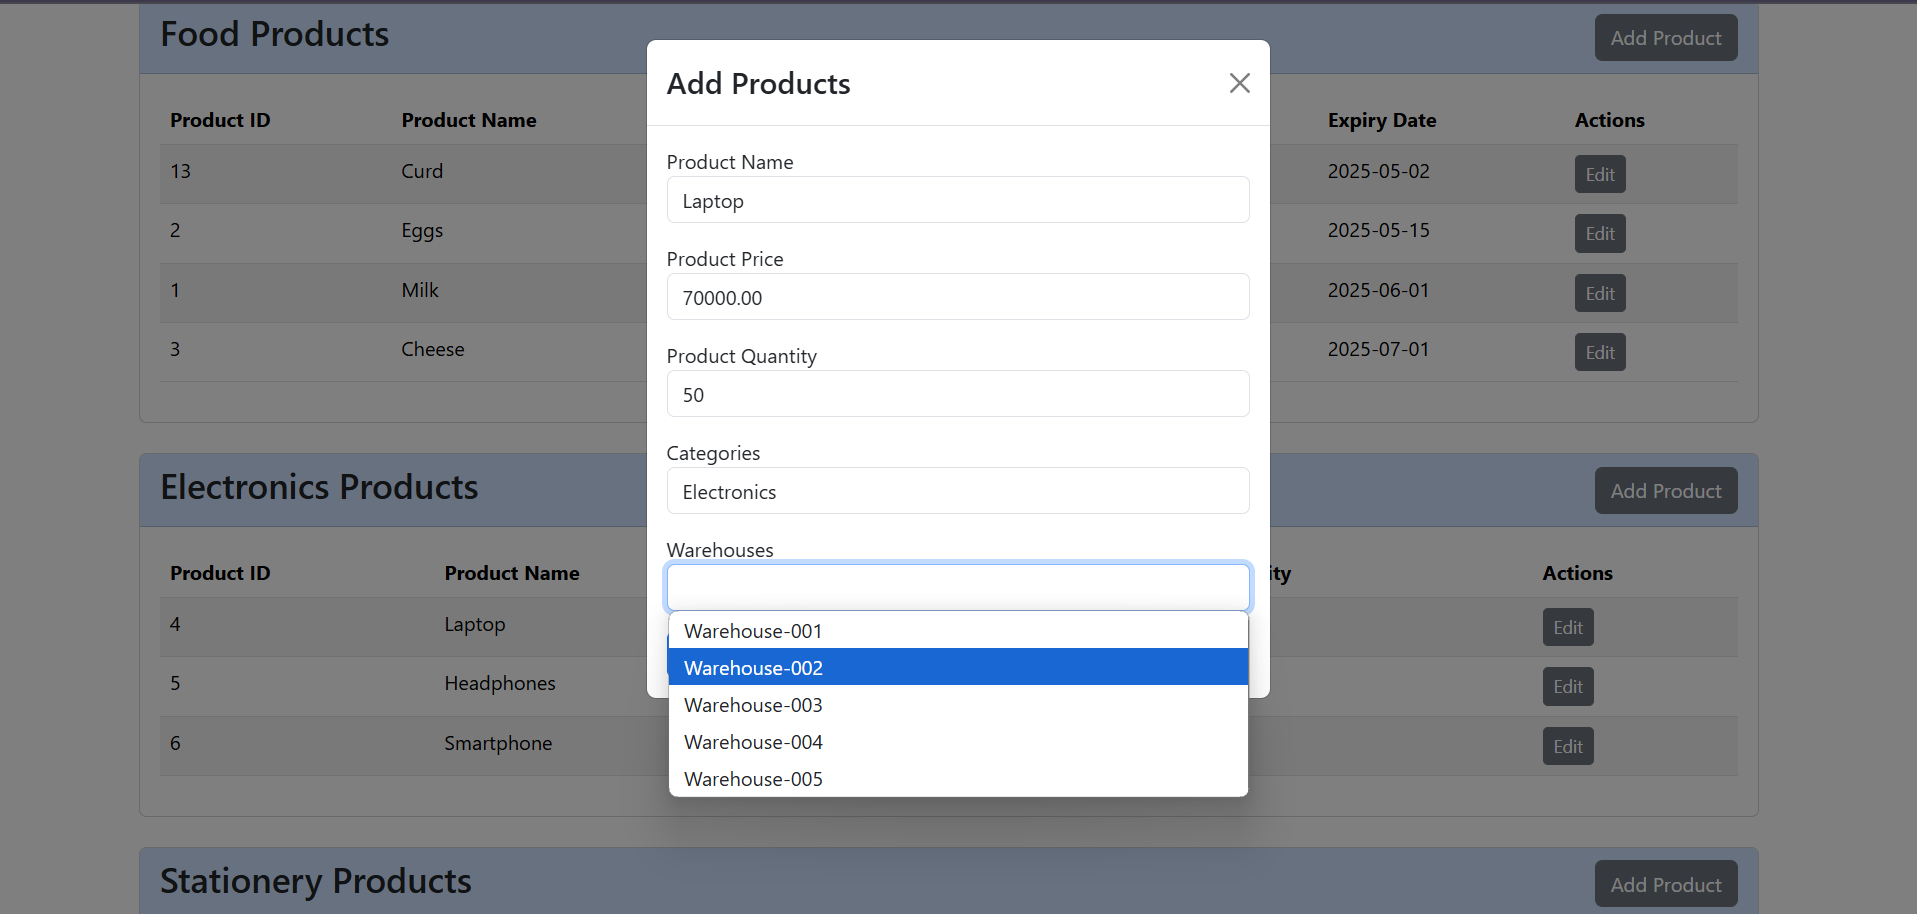 Food Products
Add Product
Product ID
Product Name
Expiry Date
Actions
13
Curd
2025-05-02
Edit
2
Eggs
2025-05-15
Edit
1
Milk
2025-06-01
Edit
3
Cheese
2025-07-01
Edit
Add Products
Product Name
Laptop
Product Price
70000.00
Product Quantity
50
Categories
Electronics
Warehouses
Warehouse-001
Warehouse-002
Warehouse-003
Warehouse-004
Warehouse-005
Electronics Products
Add Product
Product ID
Product Name
ity
Actions
4
Laptop
Edit
5
Headphones
Edit
6
Smartphone
Edit
Stationery Products
Add Product